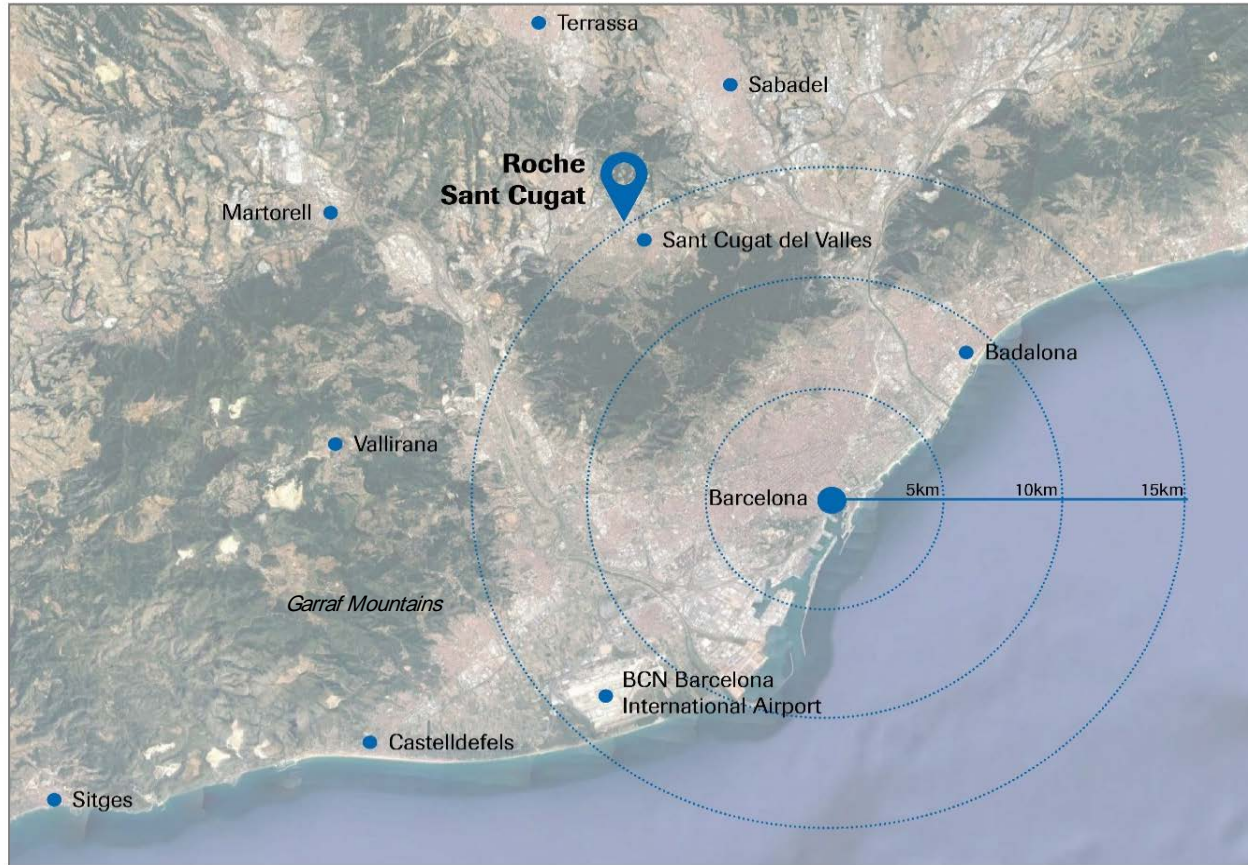 Terrassa
Sabadel
Roche
Sant Cugat
Martorell
Sant Cugat del Valles
Badalona
Vallirana
Barcelona
5km
10km
15km
Garraf Mountains
BCN Barcelona
International Airport
Castelldefels
Sitges